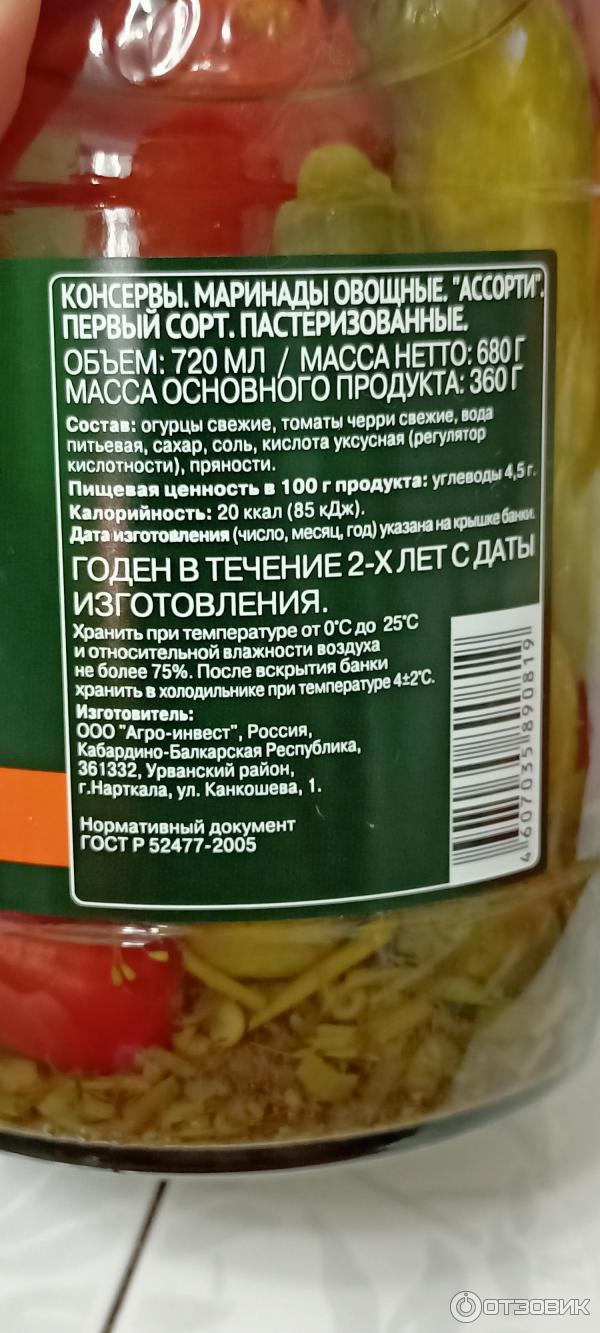 КОНСЕРВЫ. МАРИНАДЫ ОВОЩНЫЕ. "АССОРТИ".
ПЕРВЫЙ СОРТ. ПАСТЕРИЗОВАННЫЕ.
ОБЪЕМ: 720 МЛ / МАССА НЕТТО: 680 Г
МАССА ОСНОВНОГО ПРОДУКТА: 360 Г
Состав: огурцы свежие, томаты черри свежие, вода
питьевая, сахар, соль, кислота уксусная (регулятор
кислотности), пряности.
Пищевая ценность в 100 г продукта: углеводы 4,5 г.
Калорийность: 20 ккал (85 кДж).
Дата изготовления (число, месяц, год) указана на крышке банки.
ГОДЕН В ТЕЧЕНИЕ 2-Х ЛЕТ С ДАТЫ
ИЗГОТОВЛЕНИЯ.
Хранить при температуре от 0°С до 25°С
и относительной влажности воздуха
не более 75%. После вскрытия банки
хранить в холодильнике при температуре 4±2°С.
Изготовитель:
ООО "Агро-инвест", Россия,
Кабардино-Балкарская Республика,
361332, Урванский район,
г.Нарткала, ул. Канкошева, 1.
Нормативный документ
ГОСТ Р 52477-2005
4607035890819
ОТЗОВИК